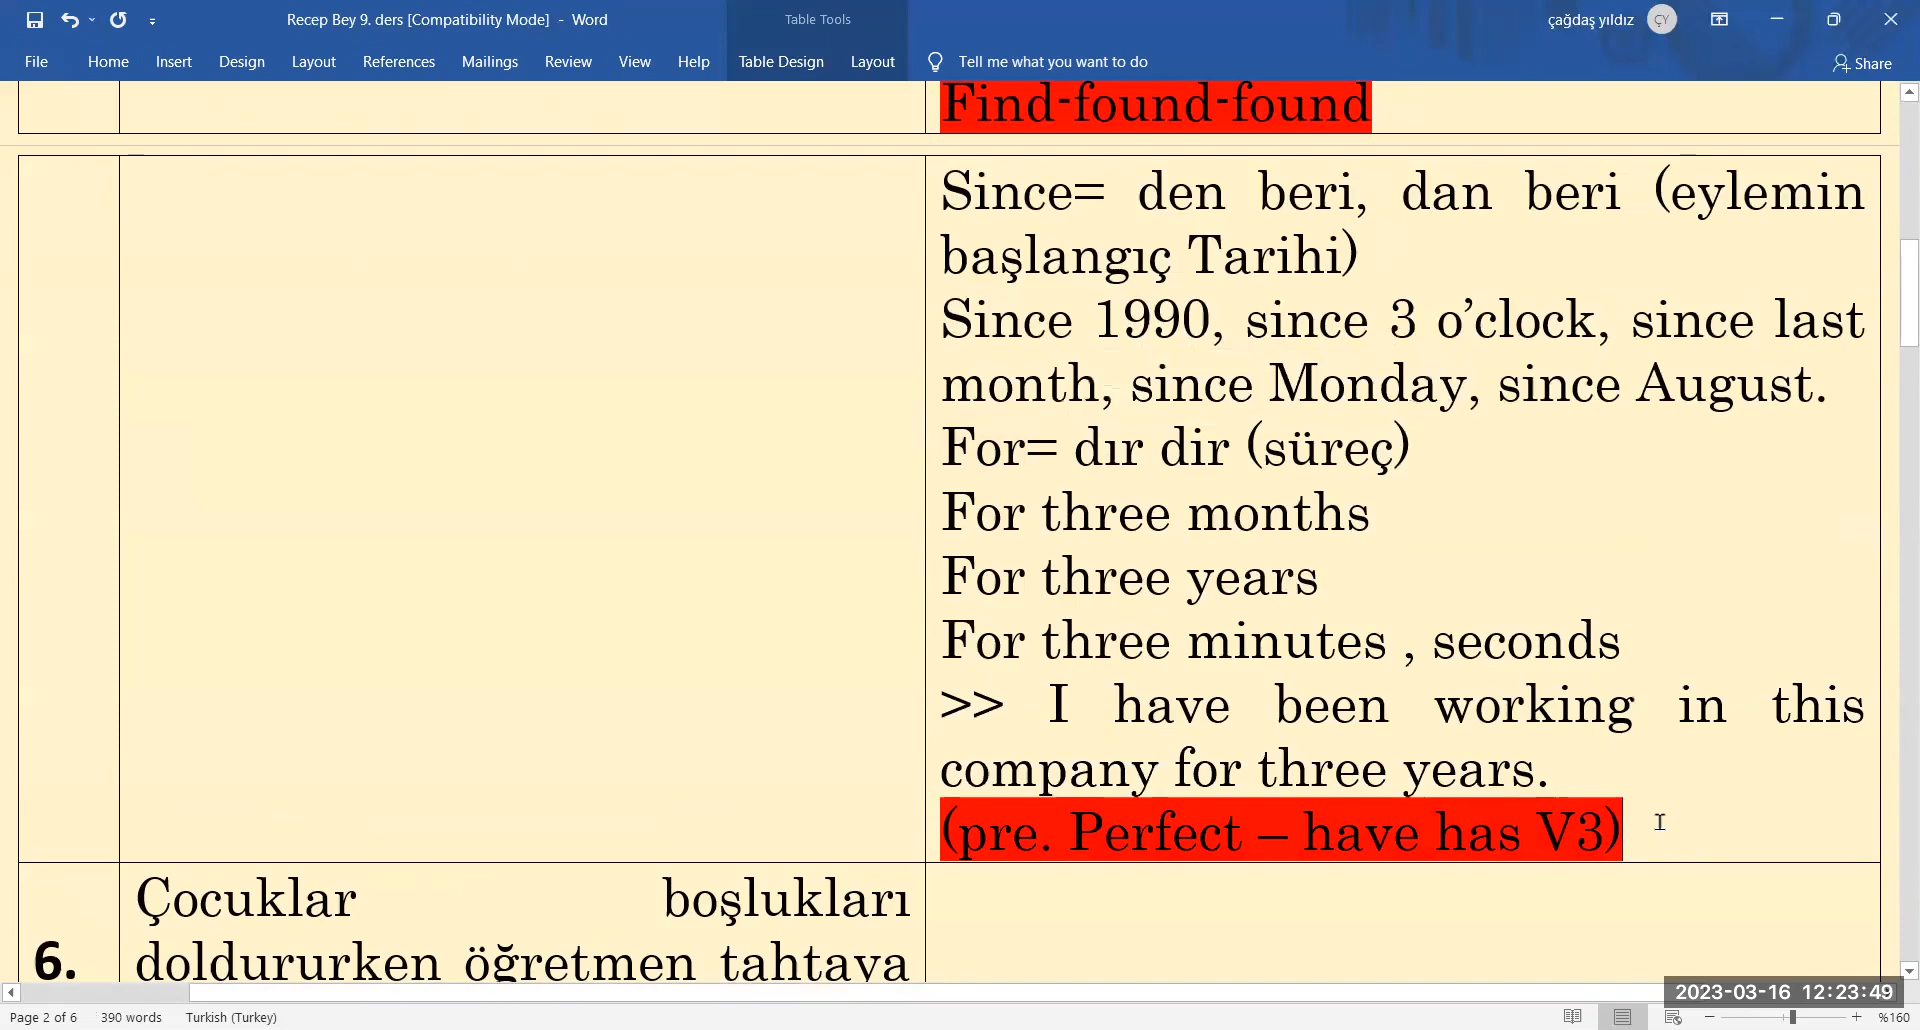 Recep Bey 9. ders [Compatibility Mode] - Word
Table Tools
çağdaş yıldız
ÇY
File Home Insert Design Layout References Mailings Review View Help Table Design Layout Tell me what you want to do Share
Find-found-found
Since= den beri, dan beri (eylemin
başlangıç Tarihi)
Since 1990, since 3 o’clock, since last
month, since Monday, since August.
For= dır dir (süreç)
For three months
For three years
For three minutes , seconds
>> I have been working in this
company for three years.
(pre. Perfect – have has V3)
6.
Çocuklar boşlukları
doldururken öğretmen tahtaya
2023-03-16 12:23:49
Page 2 of 6 390 words Turkish (Turkey) %160